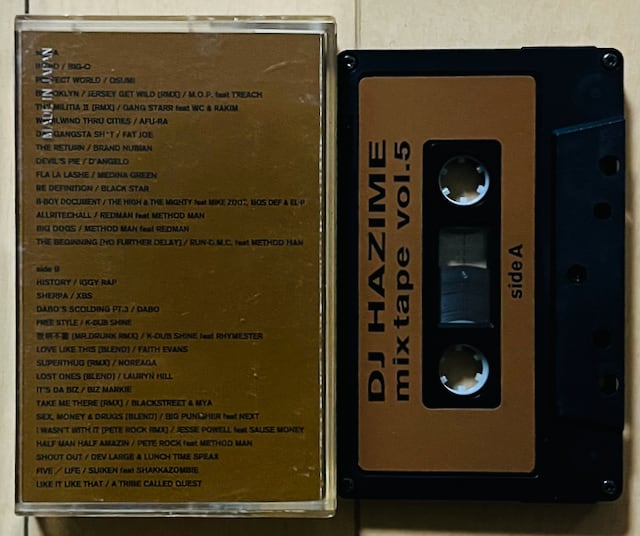 MADE IN JAPAN
side A
INTRO / BIG-O
PERFECT WORLD / OSUMI
BROOKLYN / JERSEY GET WILD [RMX] / M.O.P. feat TREACH
THE MILITIA II [RMX] / GANG STARR feat WC & RAKIM
WHIRLWIND THRU CITIES / AFU-RA
DAT GANGSTA SH*T / FAT JOE
THE RETURN / BRAND NUBIAN
DEVIL'S PIE / D'ANGELO
FLA LA LASHE / MEDINA GREEN
RE DEFINITION / BLACK STAR
B-BOY DOCUMENT / THE HIGH & THE MIGHTY feat MIKE ZOOT, BOS DEF & EL-P
ALLRITECHALL / REDMAN feat METHOD MAN
BIG DOGS / METHOD MAN feat REDMAN
THE BEGINNING [NO FURTHER DELAY] / RUN-D.M.C. feat METHOD MAN
side B
HISTORY / IGGY RAP
SHERPA / XBS
DABO'S SCOLDING PT.3 / DABO
FREE STYLE / K-DUB SHINE
[MR.DRUNK RMX] / K-DUB SHINE feat RHYMESTER
LOVE LIKE THIS [BLEND] / FAITH EVANS
SUPERTHUG [RMX] / NOREAGA
LOST ONES [BLEND] / LAURYN HILL
IT'S DA BIZ / BIZ MARKIE
TAKE ME THERE [RMX] / BLACKSTREET & MYA
SEX, MONEY & DRUGS [BLEND] / BIG PUNISHER feat NEXT
I WASN'T WITH IT [PETE ROCK RMX] / JESSE POWELL feat SAUSE MONEY
HALF MAN HALF AMAZIN / PETE ROCK feat METHOD MAN
SHOUT OUT / DEV LARGE & LUNCH TIME SPEAX
FIVE / LIFE / SUIKEN feat SHAKKAZOMBIE
LIKE IT LIKE THAT / A TRIBE CALLED QUEST
DJ HAZIME
mix tape vol.5
side A